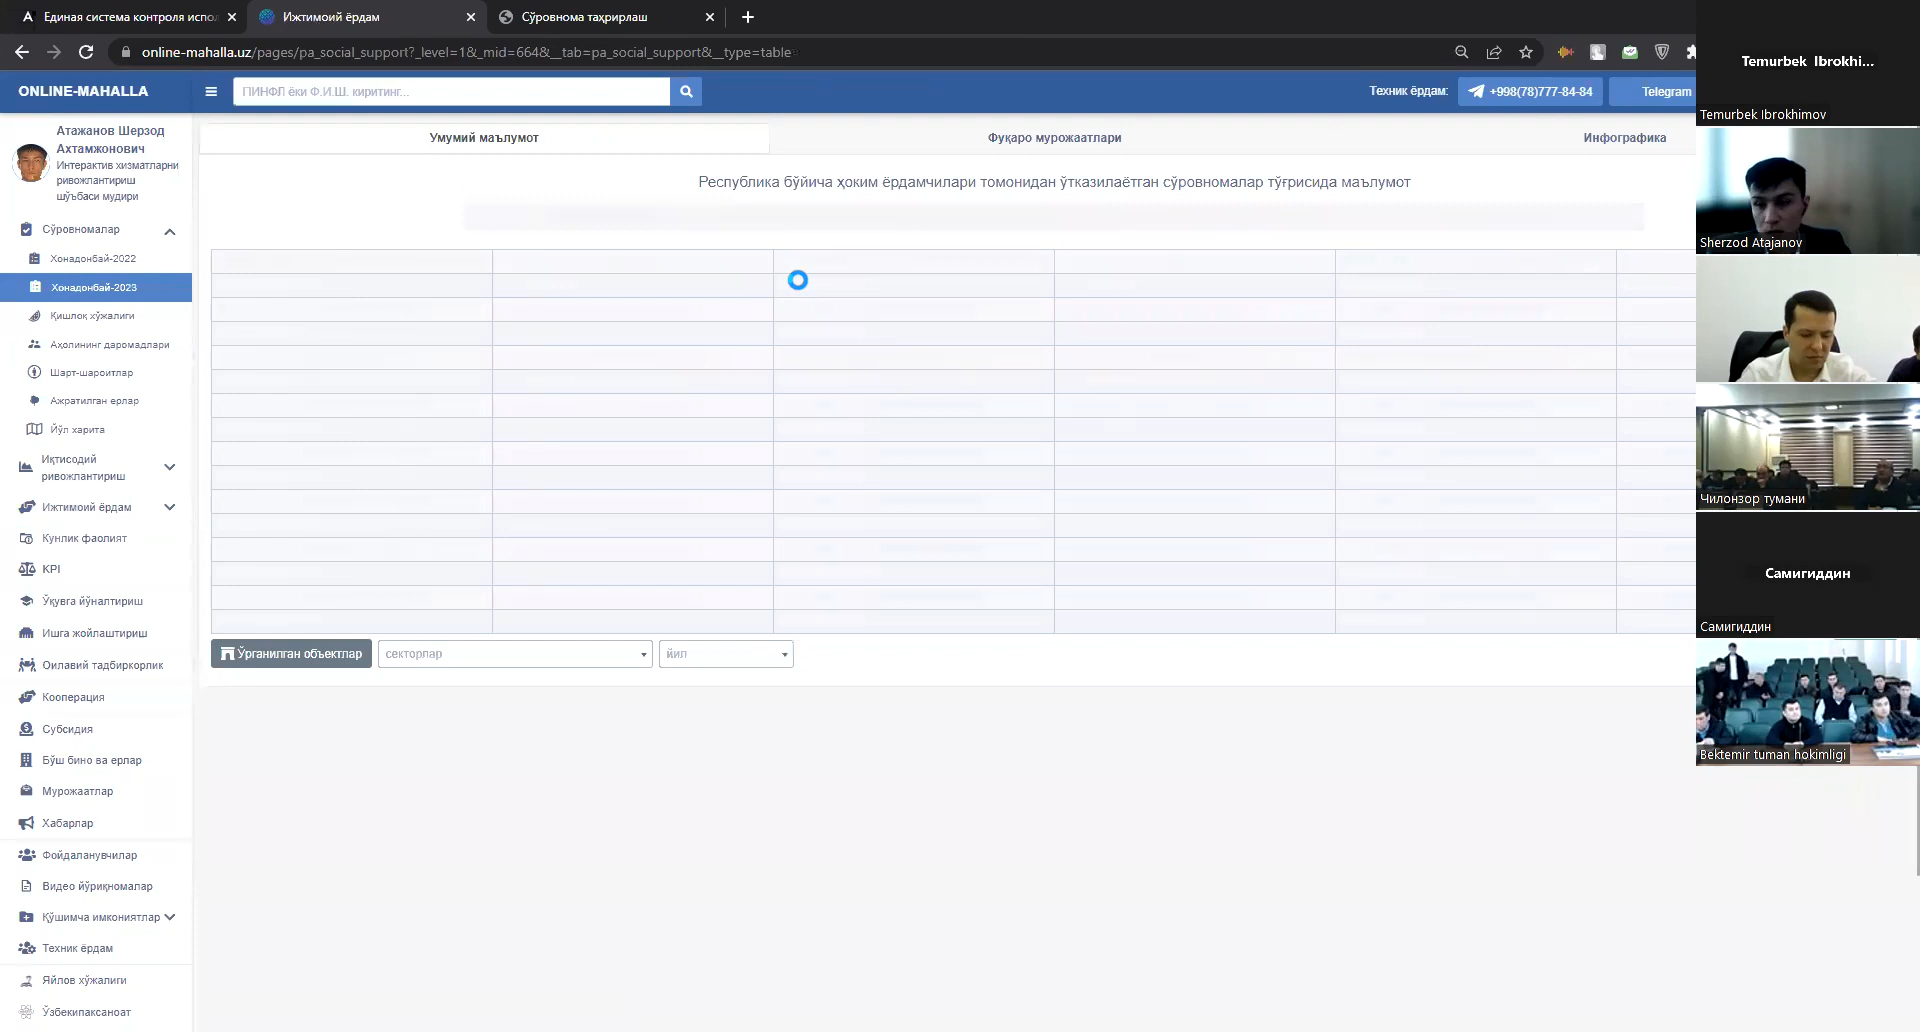 Единая система контроля испол
Ижтимоий ёрдам
Сўровнома таҳрирлаш
online-mahalla.uz/pages/pa_social_support?_level=1&_mid=664&__tab=pa_social_support&__type=table
ONLINE-MAHALLA
ПИНФЛ ёки Ф.И.Ш. киритинг...
Техник ёрдам:
+998(78)777-84-84
Telegram
Атажанов Шерзод
Ахтамжонович
Интерактив хизматларни
ривожлантириш
шўъбаси мудири
Сўровномалар
Хонадонбай-2022
Хонадонбай-2023
Қишлоқ хўжалиги
Аҳолининг даромадлари
Шарт-шароитлар
Ажратилган ерлар
Йўл харита
Иқтисодий
ривожлантириш
Ижтимоий ёрдам
Кунлик фаолият
KPI
Ўқувга йўналтириш
Ишга жойлаштириш
Оилавий тадбиркорлик
Кооперация
Субсидия
Бўш бино ва ерлар
Мурожаатлар
Хабарлар
Фойдаланувчилар
Видео йўриқномалар
Қўшимча имкониятлар
Техник ёрдам
Яйлов хўжалиги
Ўзбекипаксаноат
Умумий маълумот
Фуқаро мурожаатлари
Инфографика
Республика бўйича ҳоким ёрдамчилари томонидан ўтказилаётган сўровномалар тўғрисида маълумот
Ўрганилган объектлар
секторлар
йил
Temurbek Ibrokhi...
Temurbek Ibrokhimov
Sherzod Atajanov
Чилонзор тумани
Самигиддин
Самигиддин
Bektemir tuman hokimligi